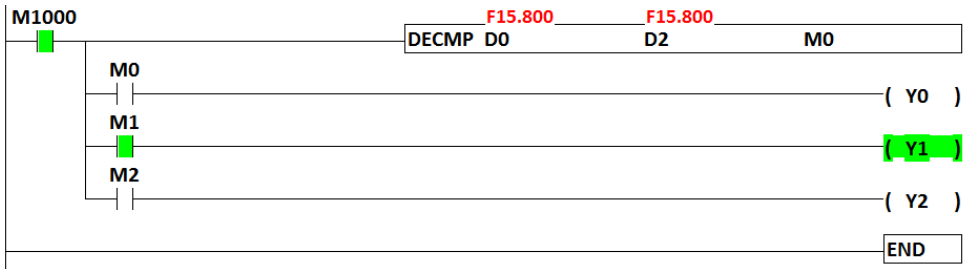 M1000
F15.800 F15.800
DECMP D0 D2 M0
M0
( Y0 )
M1
( Y1 )
M2
( Y2 )
END